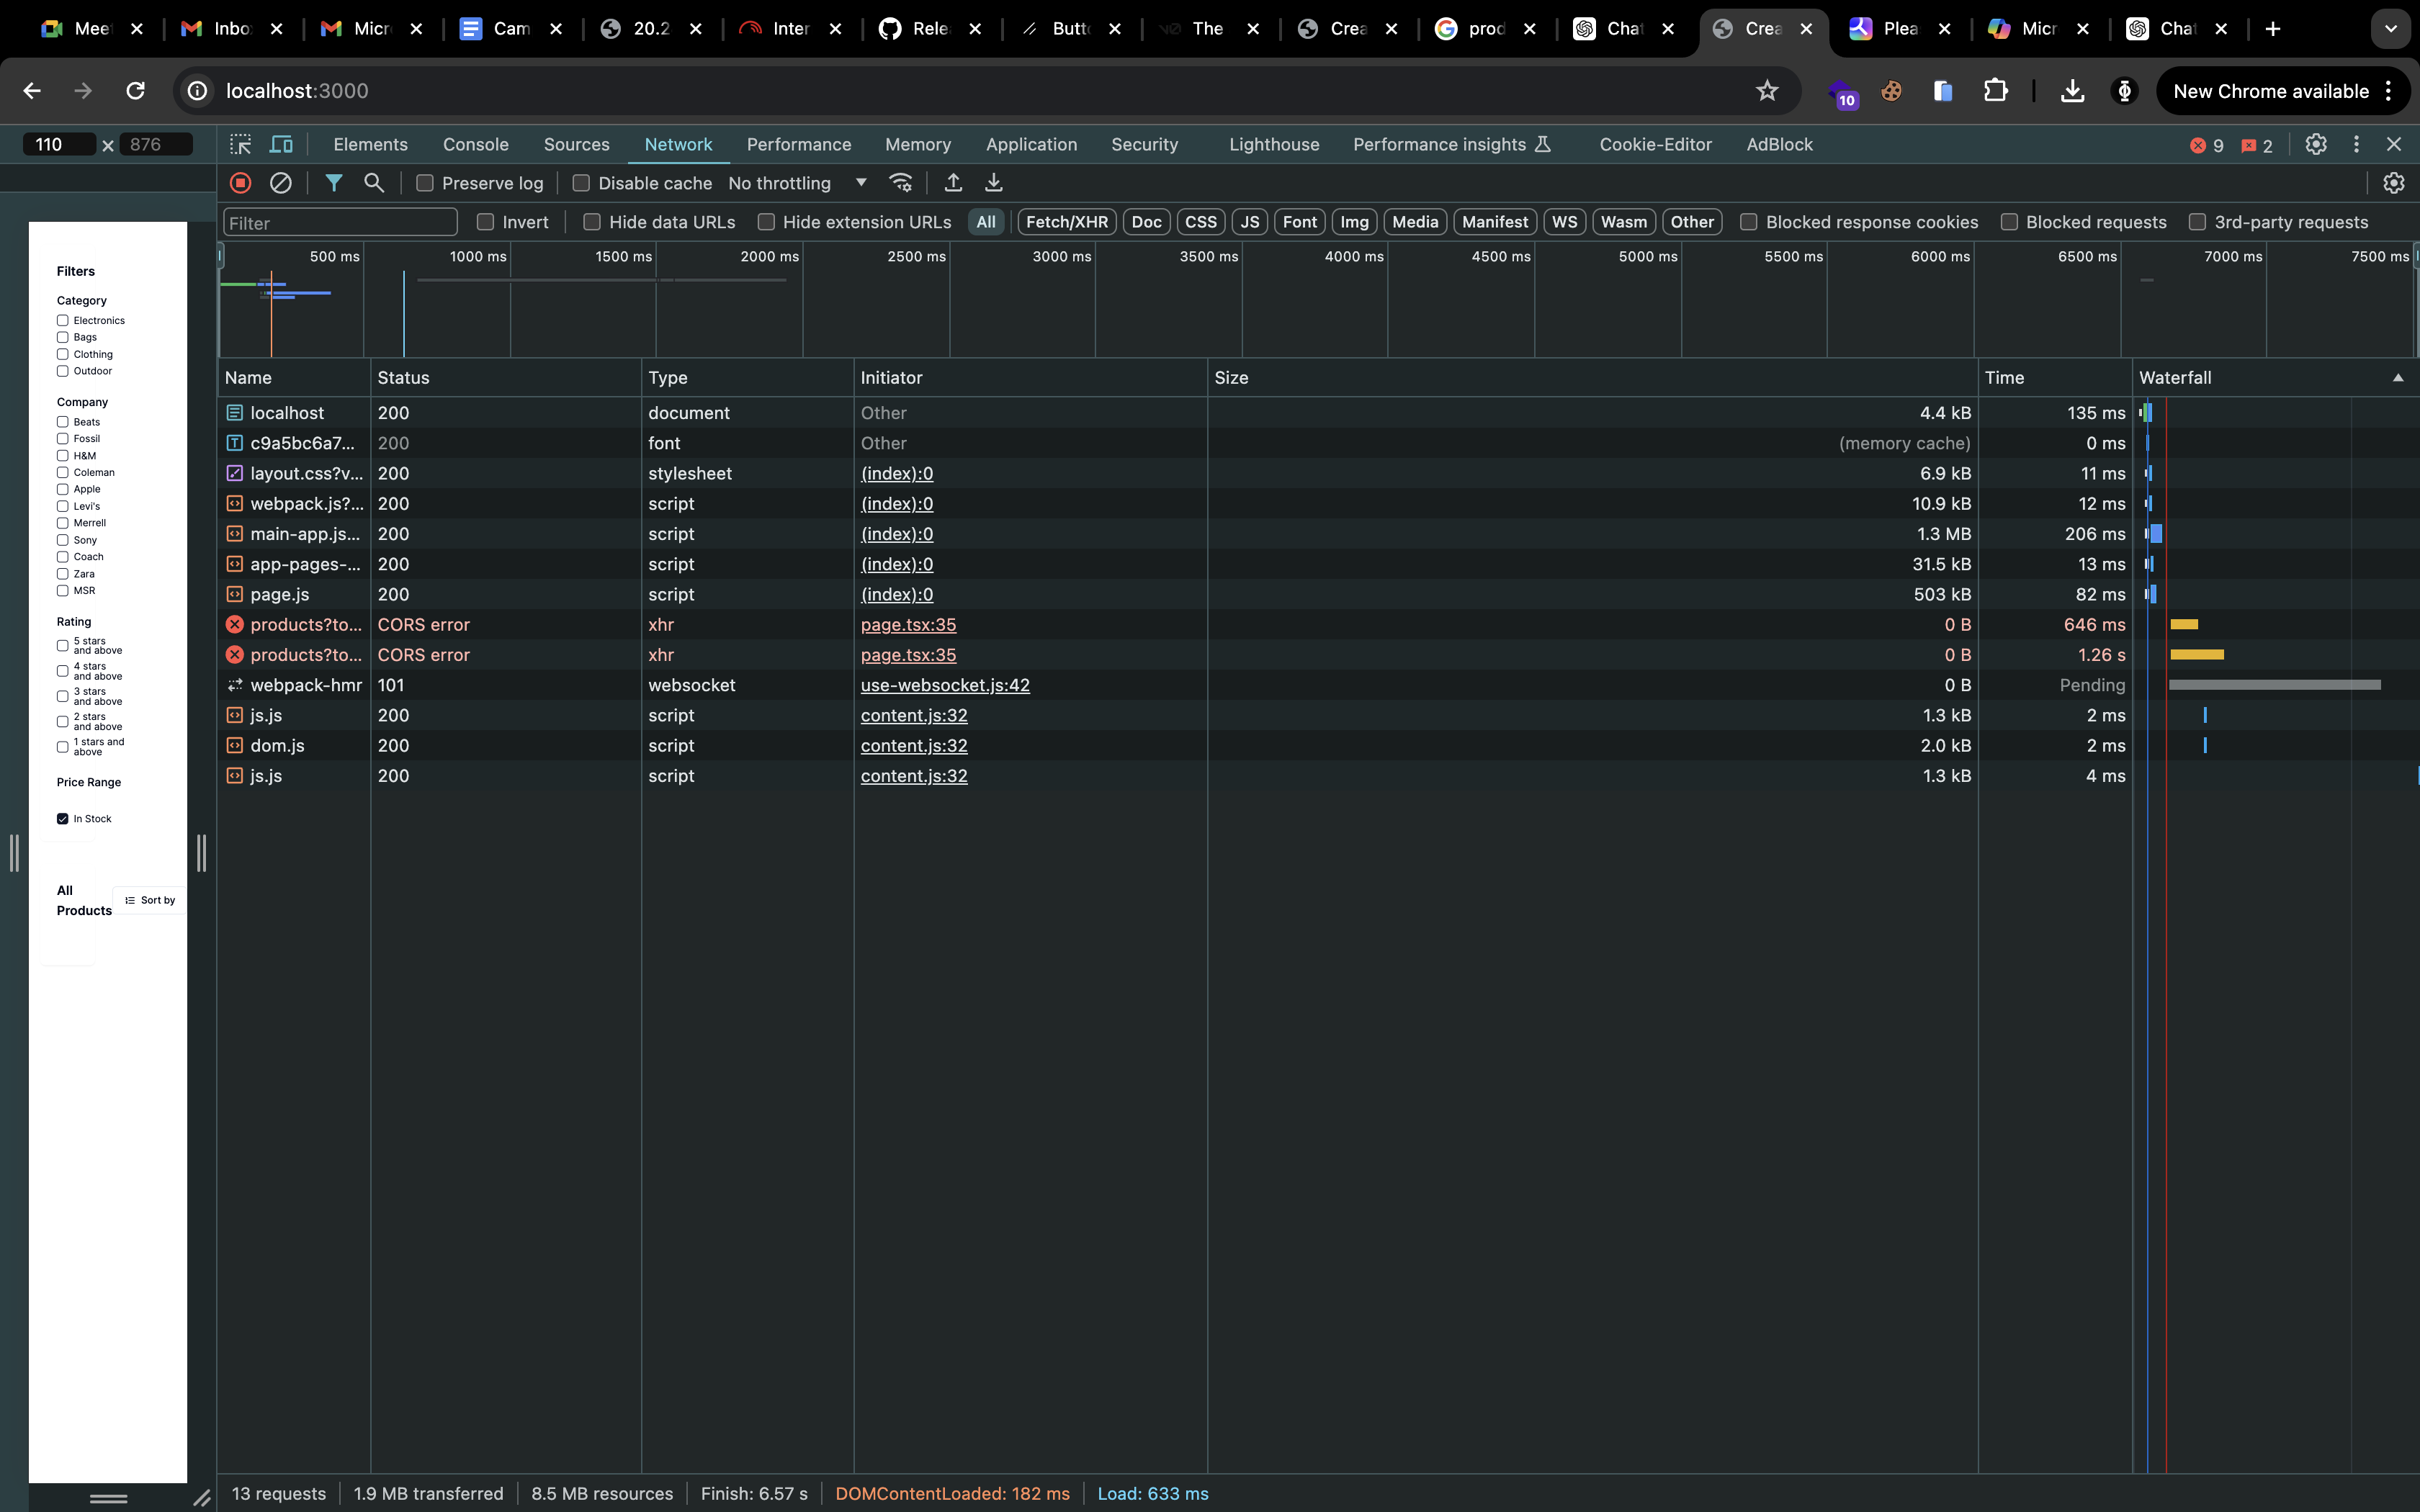 Meet Inbo Micr Cam 20.2 Inter Rele Butt The Crea prod Chat Crea Plea Micr Chat
localhost:3000 10 New Chrome available
110 × 876 Elements Console Sources Network Performance Memory Application Security Lighthouse Performance insights Cookie-Editor AdBlock 9 2
Preserve log Disable cache No throttling
Filter Invert Hide data URLs Hide extension URLs All Fetch/XHR Doc CSS JS Font Img Media Manifest WS Wasm Other Blocked response cookies Blocked requests 3rd-party requests
500 ms 1000 ms 1500 ms 2000 ms 2500 ms 3000 ms 3500 ms 4000 ms 4500 ms 5000 ms 5500 ms 6000 ms 6500 ms 7000 ms 7500 ms
Filters
Category
Electronics
Bags
Clothing
Outdoor
Company
Beats
Fossil
H&M
Coleman
Apple
Levi's
Merrell
Sony
Coach
Zara
MSR
Rating
5 stars
and above
4 stars
and above
3 stars
and above
2 stars
and above
1 stars and
above
Price Range
In Stock
All
Products
Sort by
Name Status Type Initiator Size Time Waterfall
localhost 200 document Other 4.4 kB 135 ms
c9a5bc6a7... 200 font Other (memory cache) 0 ms
layout.css?v... 200 stylesheet (index):0 6.9 kB 11 ms
webpack.js?... 200 script (index):0 10.9 kB 12 ms
main-app.js... 200 script (index):0 1.3 MB 206 ms
app-pages-... 200 script (index):0 31.5 kB 13 ms
page.js 200 script (index):0 503 kB 82 ms
products?to... CORS error xhr page.tsx:35 0 B 646 ms
products?to... CORS error xhr page.tsx:35 0 B 1.26 s
webpack-hmr 101 websocket use-websocket.js:42 0 B Pending
js.js 200 script content.js:32 1.3 kB 2 ms
dom.js 200 script content.js:32 2.0 kB 2 ms
js.js 200 script content.js:32 1.3 kB 4 ms
13 requests 1.9 MB transferred 8.5 MB resources Finish: 6.57 s DOMContentLoaded: 182 ms Load: 633 ms